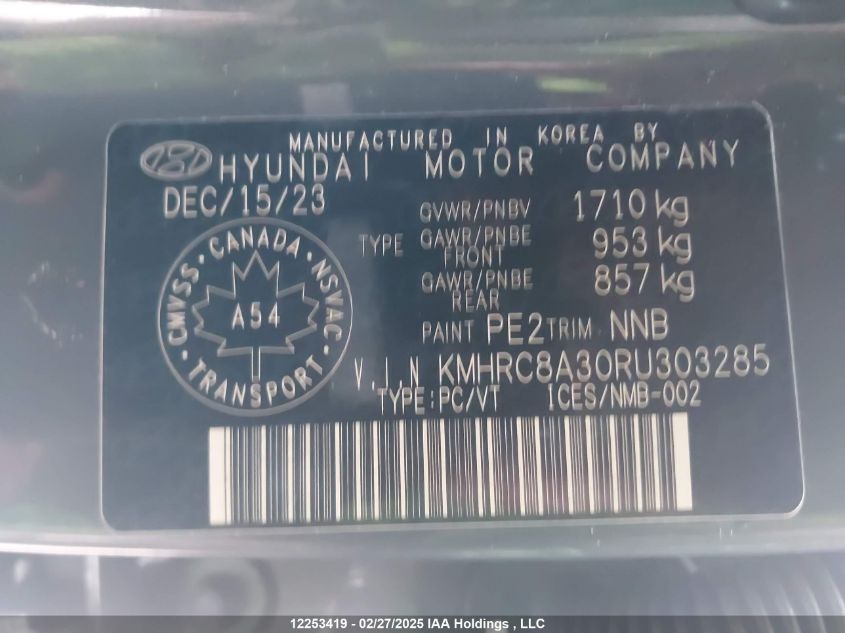 MANUFACTURED IN KOREA BY
HYUNDAI MOTOR COMPANY
DEC/15/23
GVWR/PNBV 1710 kg
TYPE GAWR/PNBE FRONT 953 kg
GAWR/PNBE REAR 857 kg
CANADA
CMVSS · NSVAC
A54
TRANSPORT
PAINT PE2 TRIM NNB
V.I.N KMHRC8A30RU303285
TYPE:PC/VT ICES/NMB-002
12253419 - 02/27/2025 IAA Holdings , LLC